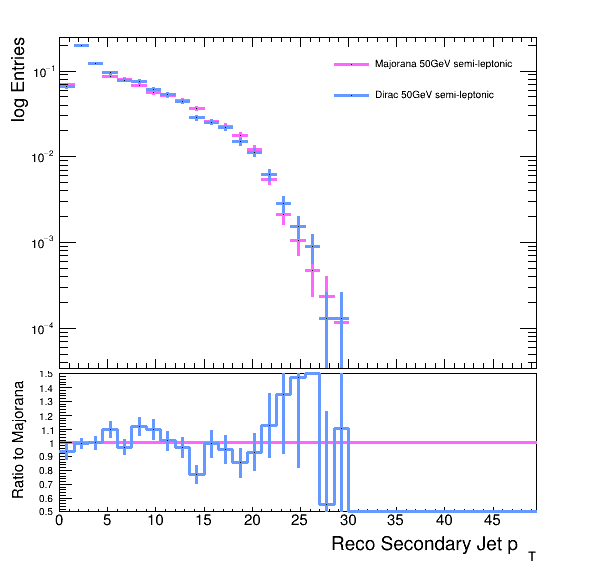 log Entries
Majorana 50GeV semi-leptonic
Dirac 50GeV semi-leptonic
10⁻¹
10⁻²
10⁻³
10⁻⁴
Ratio to Majorana
1.5
1.4
1.3
1.2
1.1
1
0.9
0.8
0.7
0.6
0.5
0 5 10 15 20 25 30 35 40 45
Reco Secondary Jet p_T